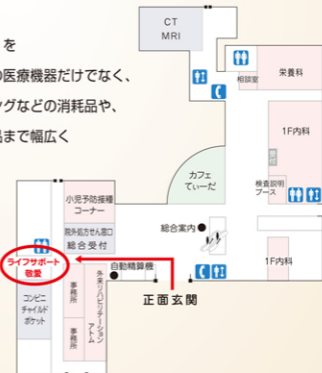 を
の医療機器だけでなく、
ングなどの消耗品や、
品まで幅広く
CT
MRI
相談室
栄養科
1F内科
検査説明
ブース
カフェ
てぃーだ
小児予防接種
コーナー
院外処方せん窓口
総合受付
総合案内
ライフサポート
敬愛
自動精算機
1F内科
コンビニ
チャイルド
ポケット
事務所
事務所
外来リハビリテーション
アトム
正面玄関